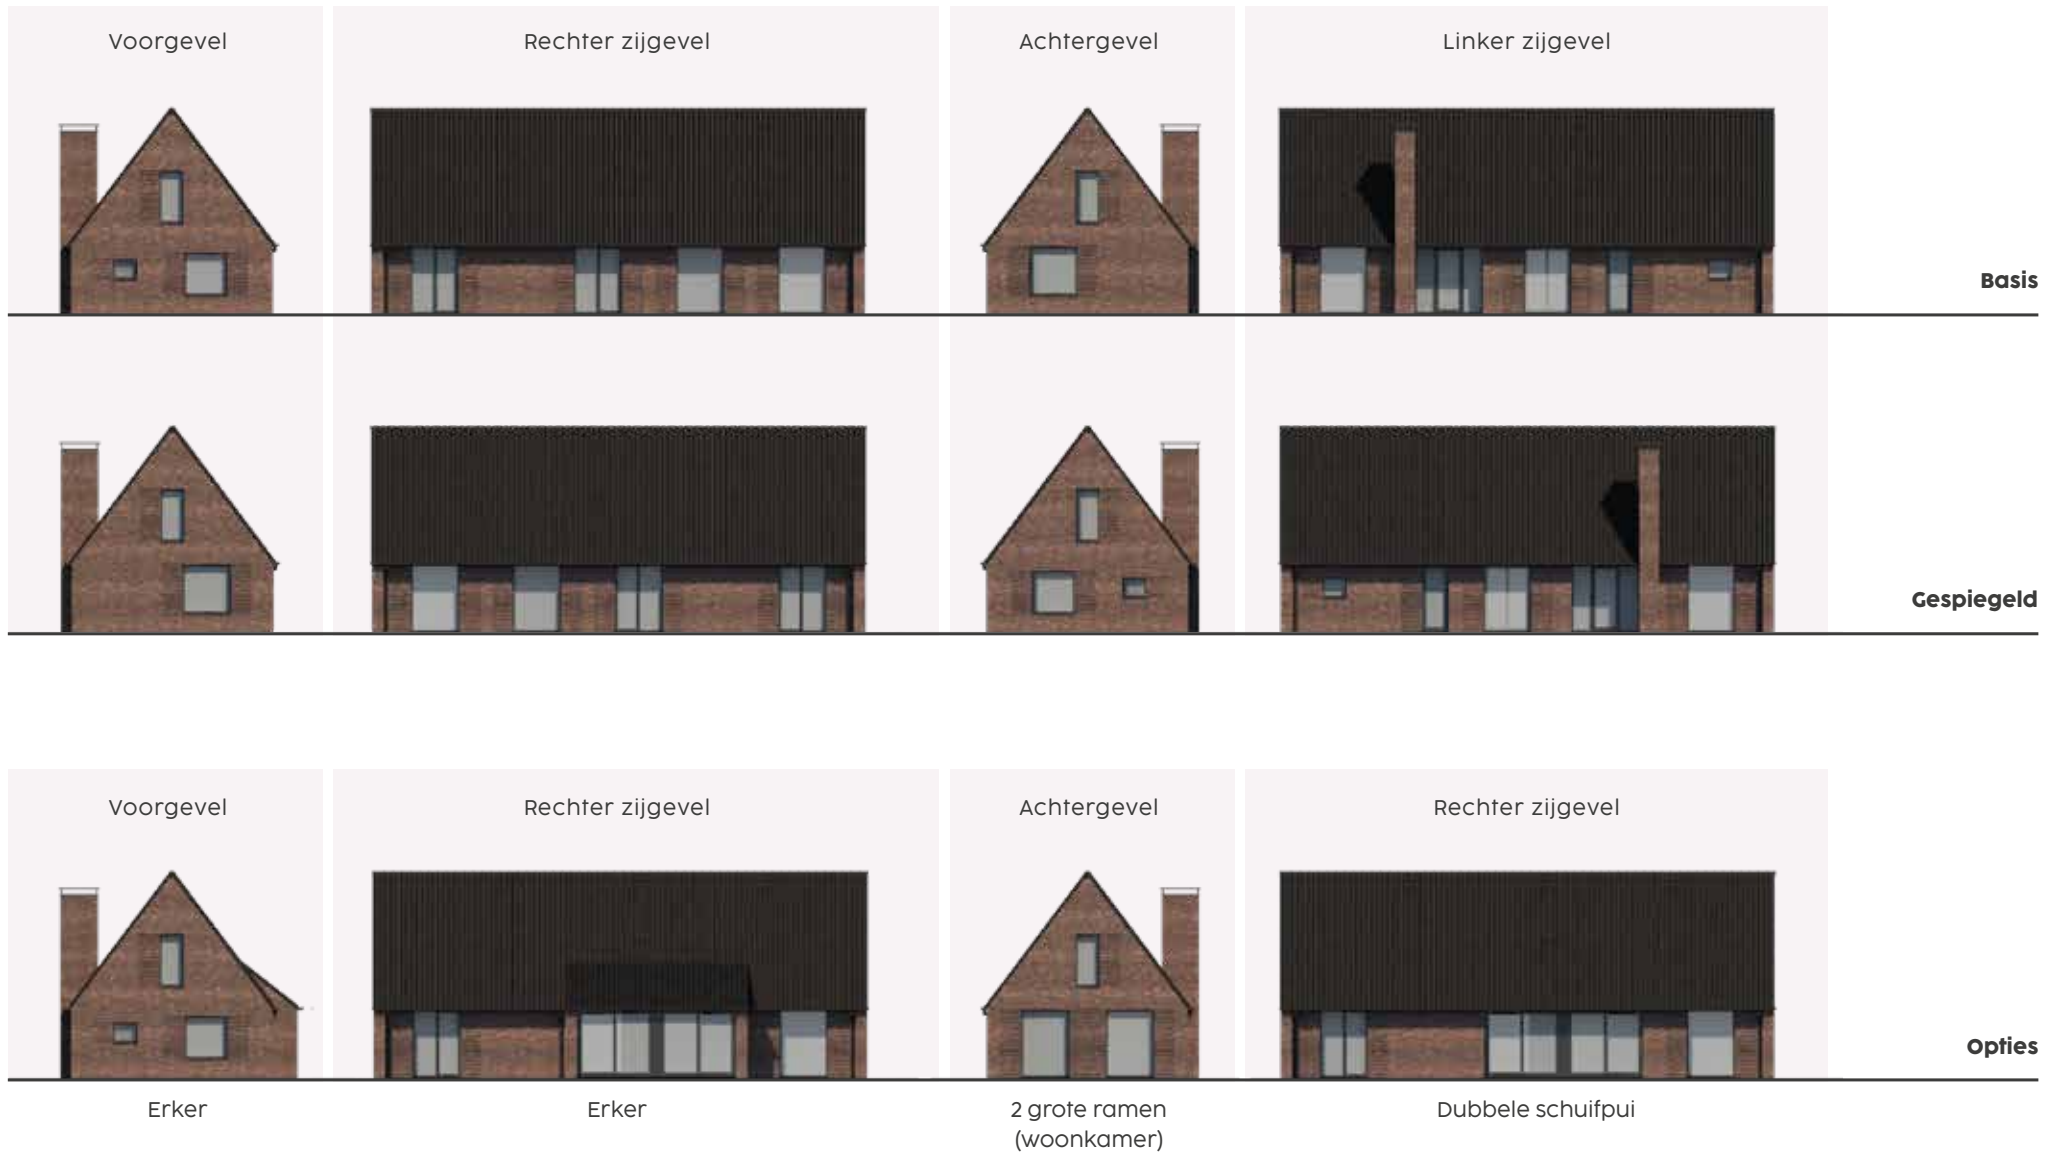 Voorgevel
Rechter zijgevel
Achtergevel
Linker zijgevel
Basis
Gespiegeld
Voorgevel
Rechter zijgevel
Achtergevel
Rechter zijgevel
Opties
Erker
Erker
2 grote ramen
(woonkamer)
Dubbele schuifpui